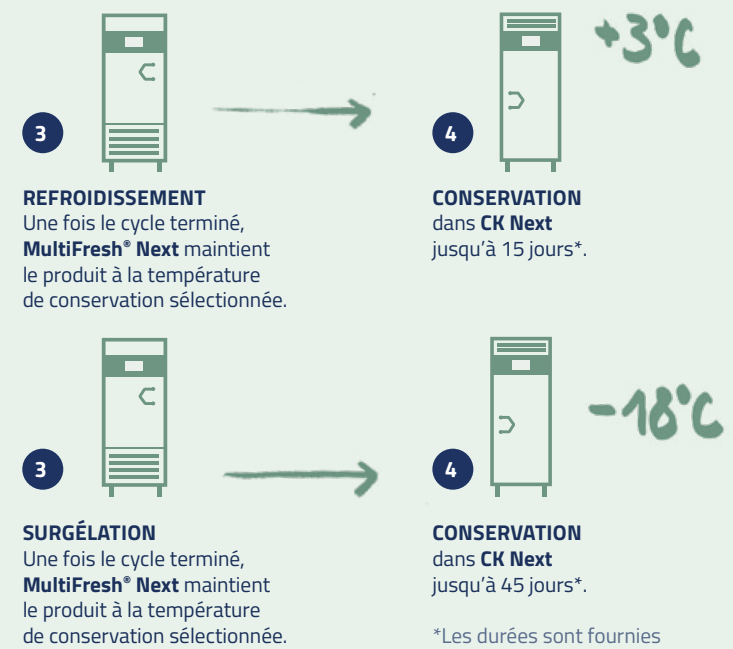 +3°C
3
4
REFROIDISSEMENT
Une fois le cycle terminé,
MultiFresh® Next maintient
le produit à la température
de conservation sélectionnée.
CONSERVATION
dans CK Next
jusqu'à 15 jours*.
-18°C
3
4
SURGÉLATION
Une fois le cycle terminé,
MultiFresh® Next maintient
le produit à la température
de conservation sélectionnée.
CONSERVATION
dans CK Next
jusqu'à 45 jours*.
*Les durées sont fournies